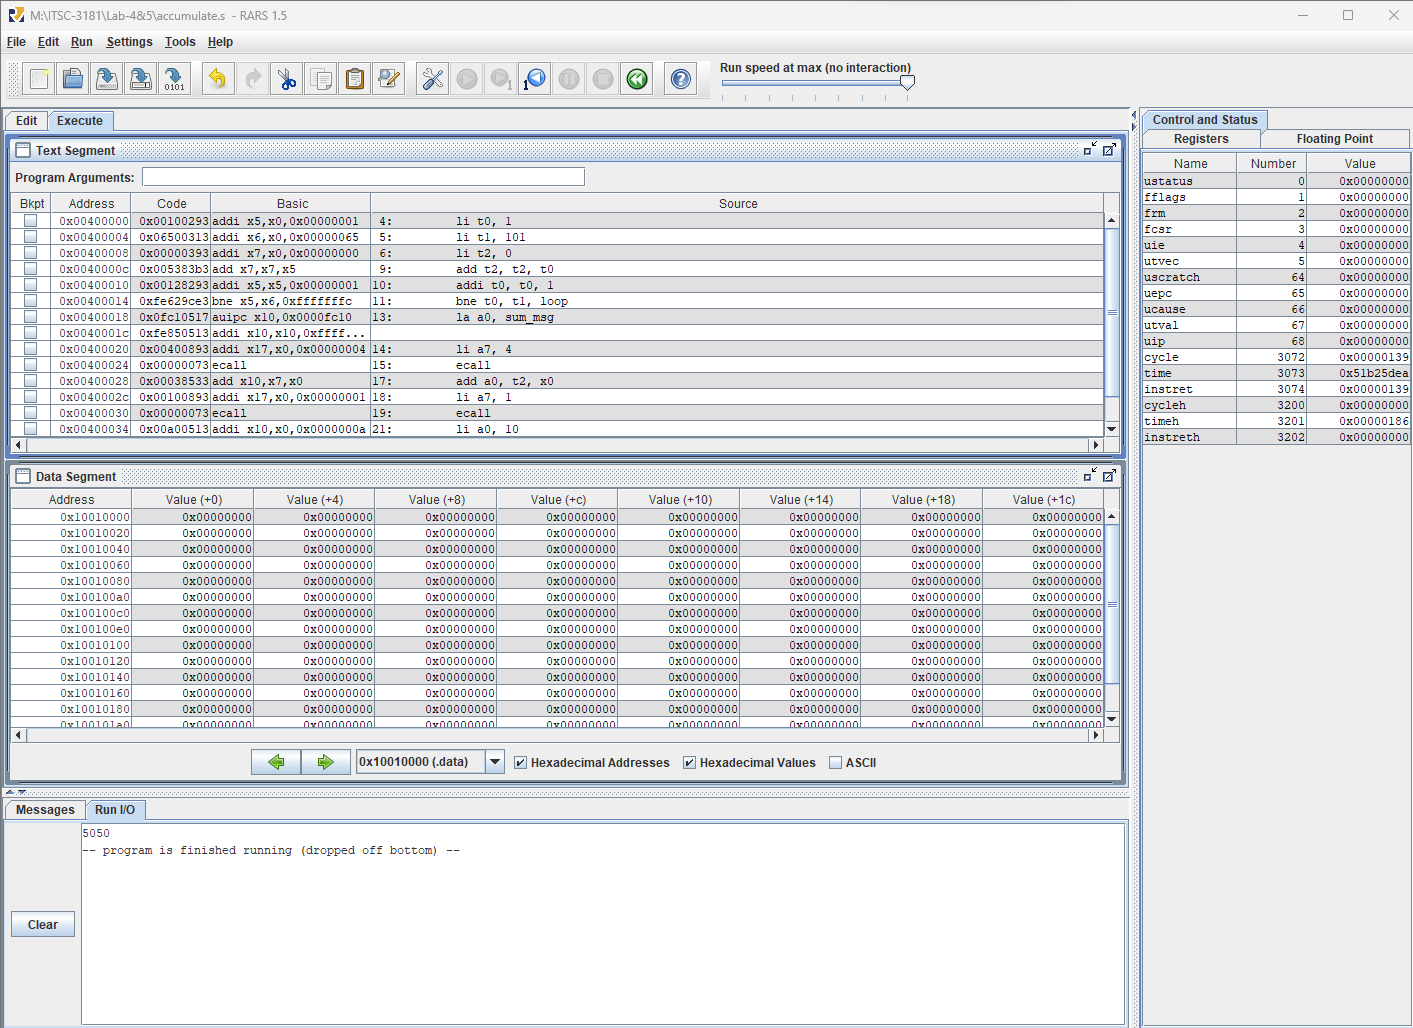 M:\ITSC-3181\Lab-4&5\accumulate.s - RARS 1.5
File Edit Run Settings Tools Help
0101
1
1
Run speed at max (no interaction)
Edit Execute
Text Segment
Program Arguments:
Bkpt Address Code Basic Source
0x00400000 0x00100293 addi x5,x0,0x00000001 4: li t0, 1
0x00400004 0x06500313 addi x6,x0,0x00000065 5: li t1, 101
0x00400008 0x00000393 addi x7,x0,0x00000000 6: li t2, 0
0x0040000c 0x005383b3 add x7,x7,x5 9: add t2, t2, t0
0x00400010 0x00128293 addi x5,x5,0x00000001 10: addi t0, t0, 1
0x00400014 0xfe629ce3 bne x5,x6,0xfffffffc 11: bne t0, t1, loop
0x00400018 0x0fc10517 auipc x10,0x0000fc10 13: la a0, sum_msg
0x0040001c 0xfe850513 addi x10,x10,0xffff...
0x00400020 0x00400893 addi x17,x0,0x00000004 14: li a7, 4
0x00400024 0x00000073 ecall 15: ecall
0x00400028 0x00038533 add x10,x7,x0 17: add a0, t2, x0
0x0040002c 0x00100893 addi x17,x0,0x00000001 18: li a7, 1
0x00400030 0x00000073 ecall 19: ecall
0x00400034 0x00a00513 addi x10,x0,0x0000000a 21: li a0, 10
Data Segment
Address Value (+0) Value (+4) Value (+8) Value (+c) Value (+10) Value (+14) Value (+18) Value (+1c)
0x10010000 0x00000000 0x00000000 0x00000000 0x00000000 0x00000000 0x00000000 0x00000000 0x00000000
0x10010020 0x00000000 0x00000000 0x00000000 0x00000000 0x00000000 0x00000000 0x00000000 0x00000000
0x10010040 0x00000000 0x00000000 0x00000000 0x00000000 0x00000000 0x00000000 0x00000000 0x00000000
0x10010060 0x00000000 0x00000000 0x00000000 0x00000000 0x00000000 0x00000000 0x00000000 0x00000000
0x10010080 0x00000000 0x00000000 0x00000000 0x00000000 0x00000000 0x00000000 0x00000000 0x00000000
0x100100a0 0x00000000 0x00000000 0x00000000 0x00000000 0x00000000 0x00000000 0x00000000 0x00000000
0x100100c0 0x00000000 0x00000000 0x00000000 0x00000000 0x00000000 0x00000000 0x00000000 0x00000000
0x100100e0 0x00000000 0x00000000 0x00000000 0x00000000 0x00000000 0x00000000 0x00000000 0x00000000
0x10010100 0x00000000 0x00000000 0x00000000 0x00000000 0x00000000 0x00000000 0x00000000 0x00000000
0x10010120 0x00000000 0x00000000 0x00000000 0x00000000 0x00000000 0x00000000 0x00000000 0x00000000
0x10010140 0x00000000 0x00000000 0x00000000 0x00000000 0x00000000 0x00000000 0x00000000 0x00000000
0x10010160 0x00000000 0x00000000 0x00000000 0x00000000 0x00000000 0x00000000 0x00000000 0x00000000
0x10010180 0x00000000 0x00000000 0x00000000 0x00000000 0x00000000 0x00000000 0x00000000 0x00000000
0x100101a0 0x00000000 0x00000000 0x00000000 0x00000000 0x00000000 0x00000000 0x00000000 0x00000000
0x10010000 (.data) Hexadecimal Addresses Hexadecimal Values ASCII
Messages Run I/O
Clear
5050
-- program is finished running (dropped off bottom) --
Control and Status
Registers Floating Point
Name Number Value
ustatus 0 0x00000000
fflags 1 0x00000000
frm 2 0x00000000
fcsr 3 0x00000000
uie 4 0x00000000
utvec 5 0x00000000
uscratch 64 0x00000000
uepc 65 0x00000000
ucause 66 0x00000000
utval 67 0x00000000
uip 68 0x00000000
cycle 3072 0x00000139
time 3073 0x51b25dea
instret 3074 0x00000139
cycleh 3200 0x00000000
timeh 3201 0x00000186
instreth 3202 0x00000000